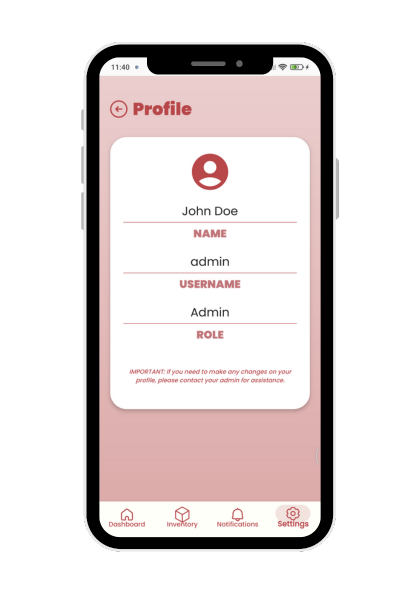 11:40
Profile
John Doe
NAME
admin
USERNAME
Admin
ROLE
IMPORTANT: If you need to make any changes on your
profile, please contact your admin for assistance.
Dashboard Inventory Notifications Settings